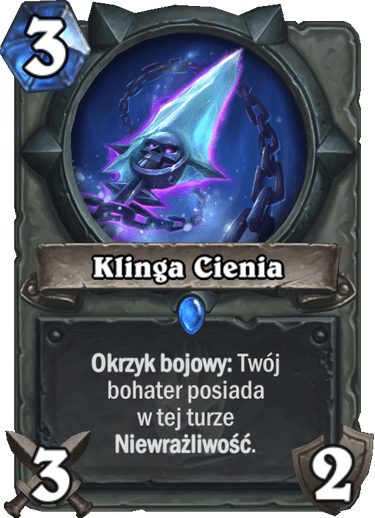 3
Klinga Cienia
Okrzyk bojowy: Twój
bohater posiada
w tej turze
Niewrażliwość.
3
2